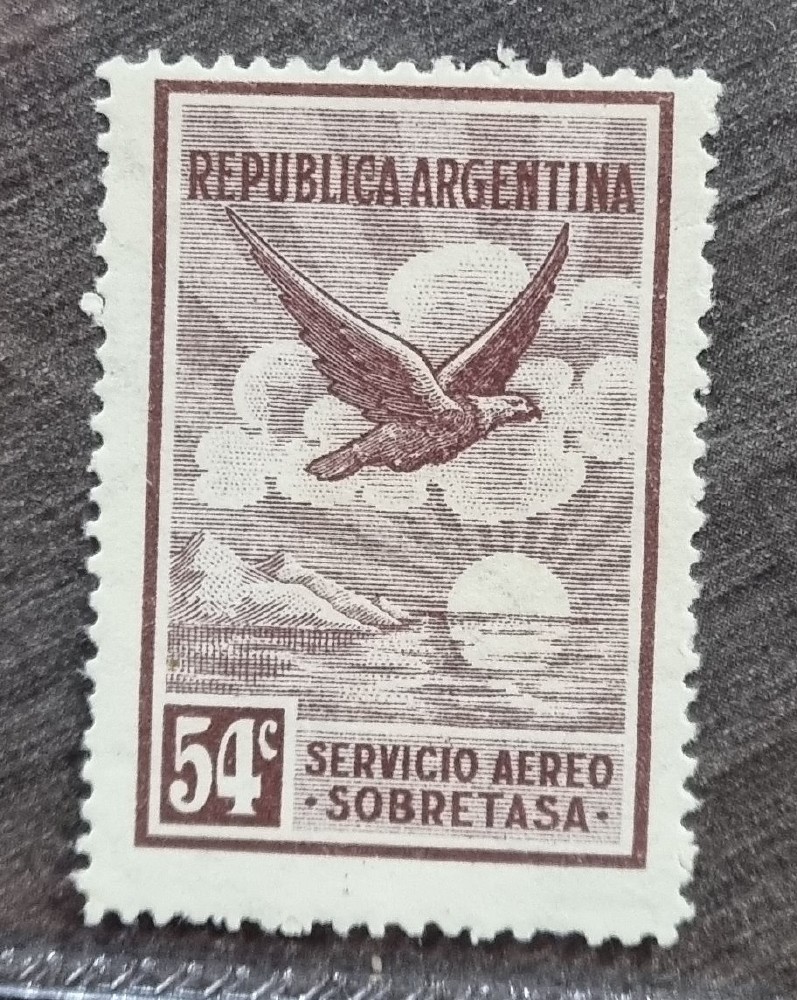 REPUBLICA ARGENTINA
54c
SERVICIO AEREO
·SOBRETASA·